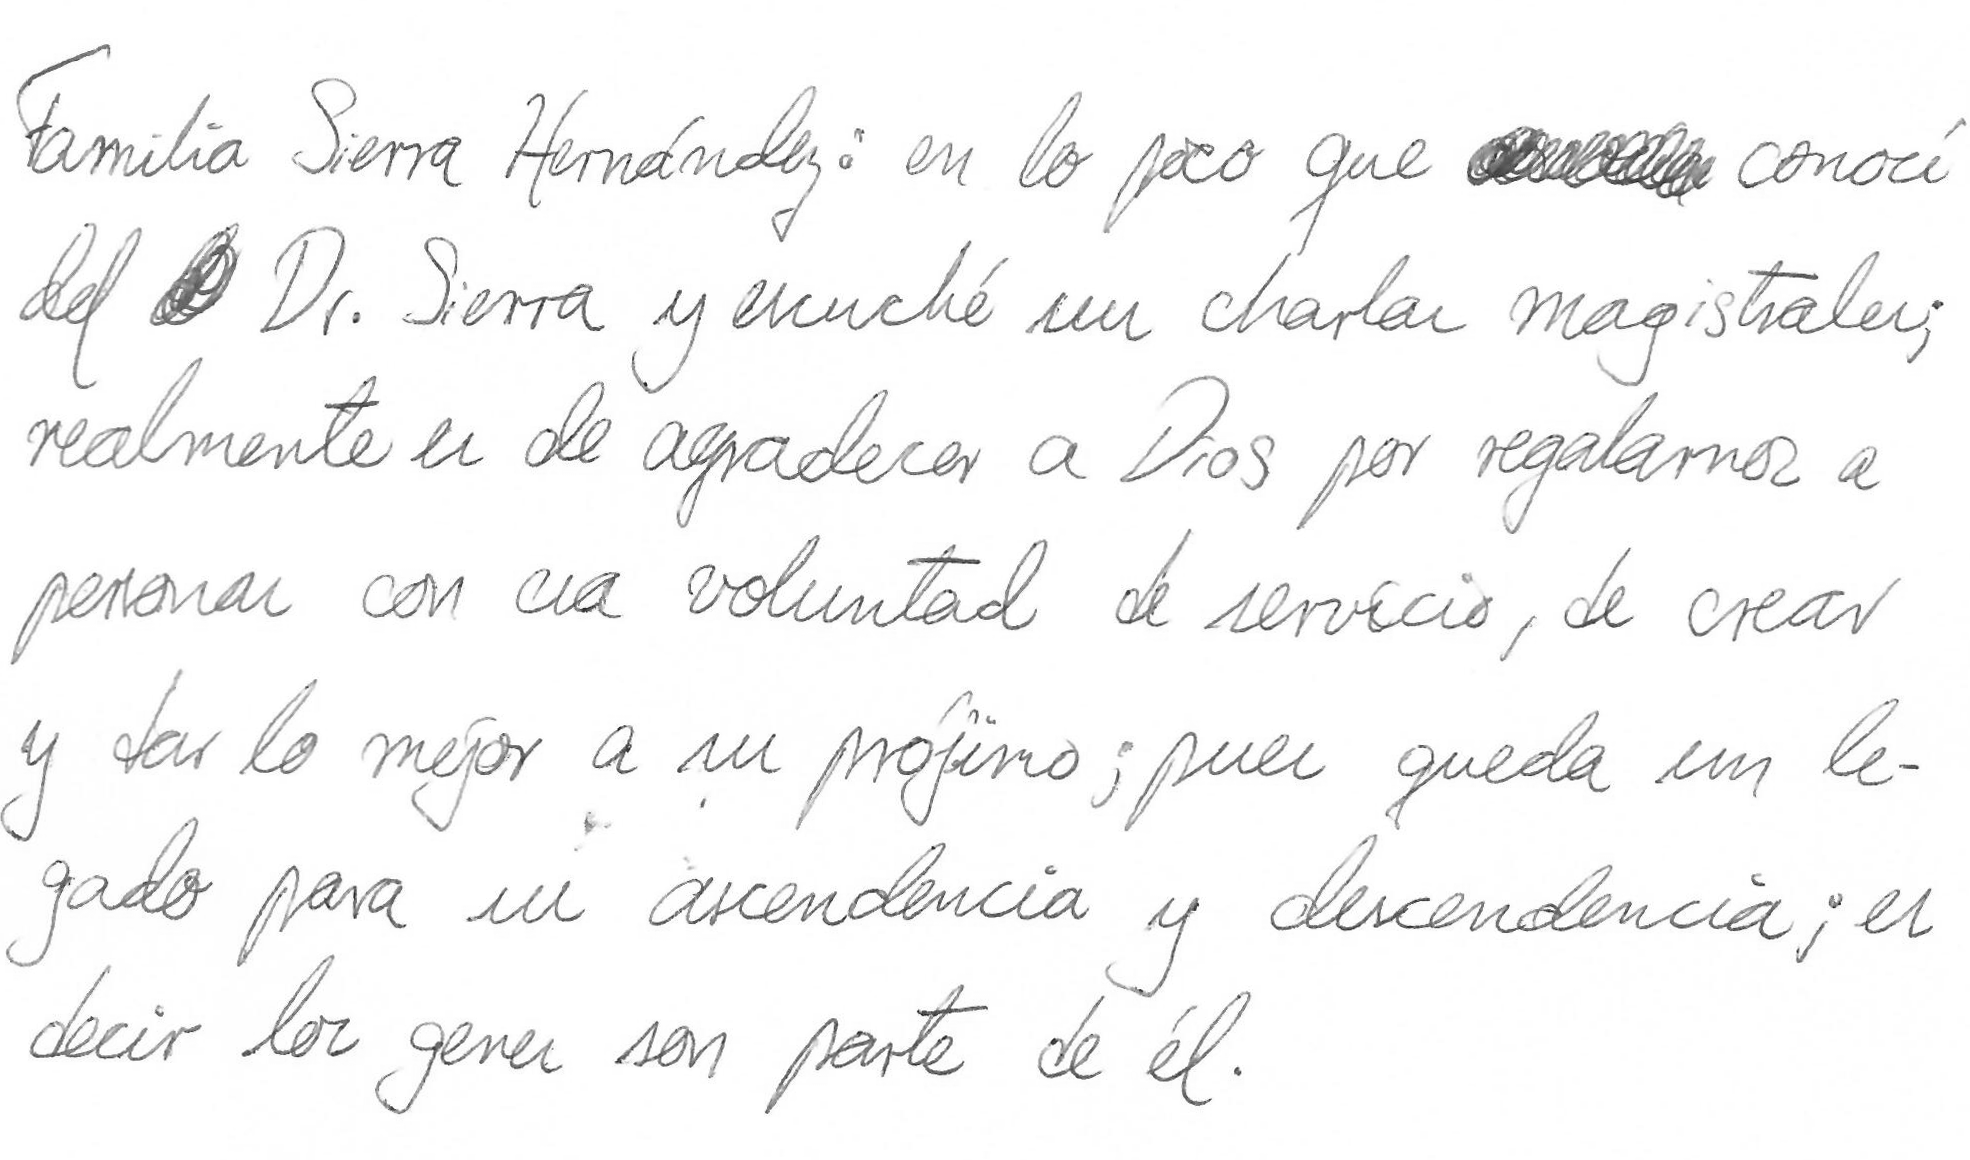 Familia Sierra Hernández: en lo poco que conocí
del Dr. Sierra y escuché sus charlas magistrales;
realmente es de agradecer a Dios por regalarnos a
personas con esa voluntad de servicio, de crear
y dar lo mejor a su prójimo; pues queda un le-
gado para su ascendencia y descendencia; es
decir los genes son parte de él.